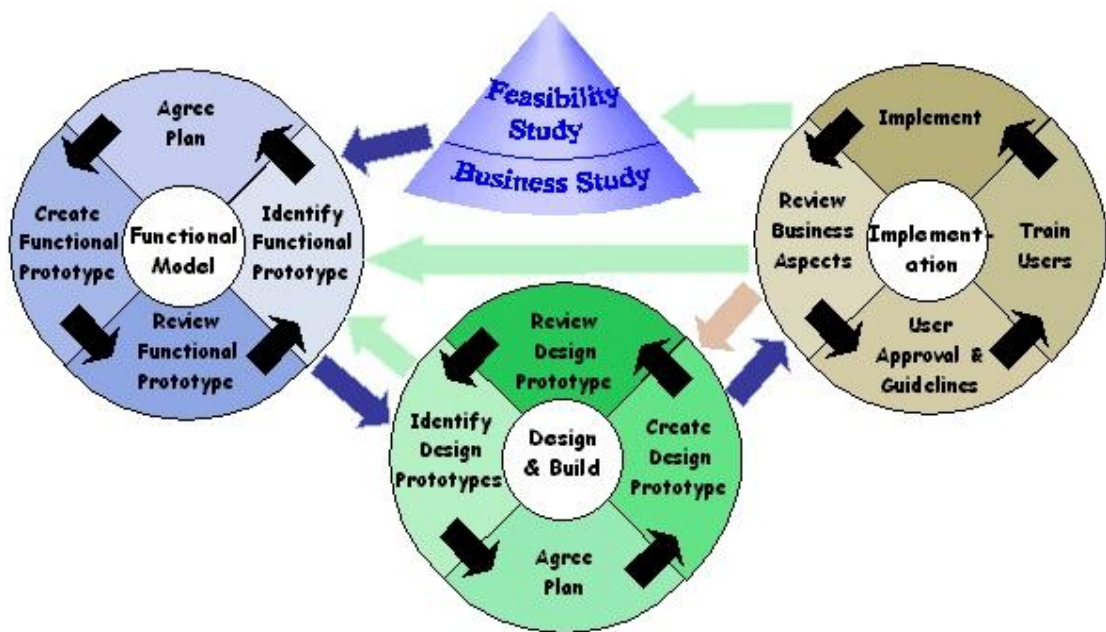 Feasibility
Study
Business Study
Agree
Plan
Create
Functional
Prototype
Functional
Model
Identify
Functional
Prototype
Review
Functional
Prototype
Implement
Review
Business
Aspects
Implement-
ation
Train
Users
User
Approval &
Guidelines
Review
Design
Prototype
Identify
Design
Prototypes
Design
& Build
Create
Design
Prototype
Agree
Plan